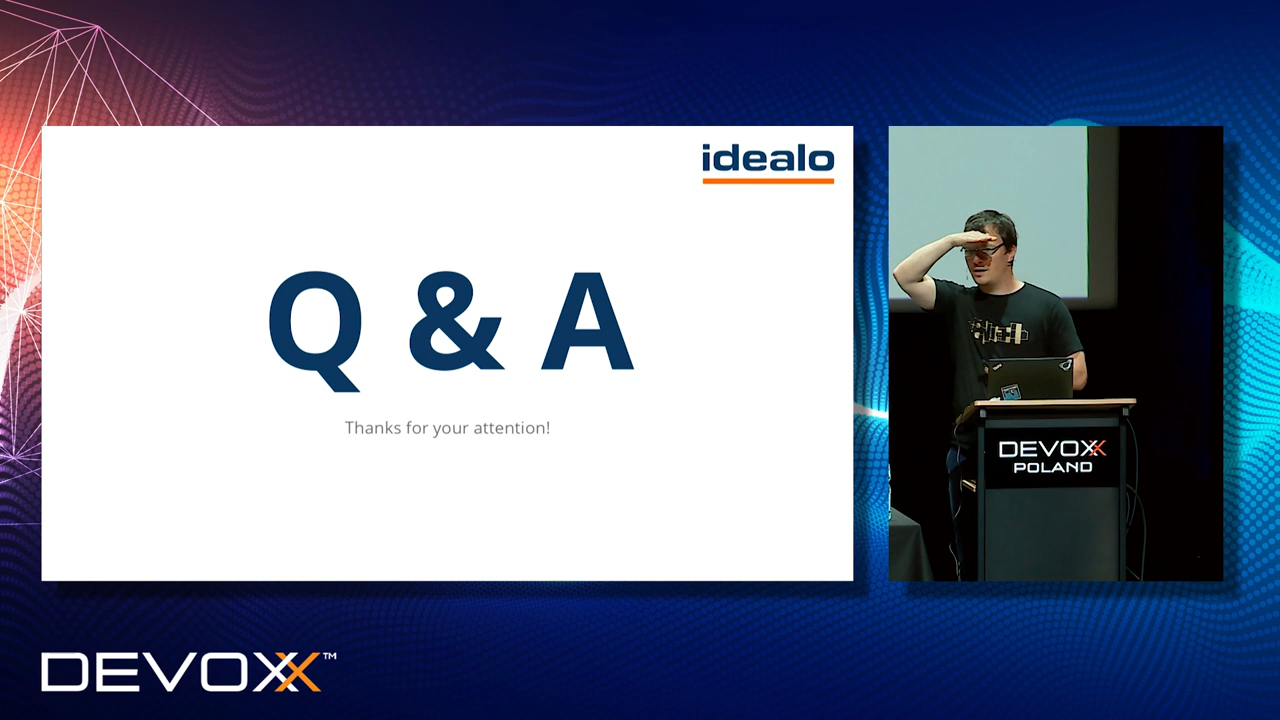 idealo
Q & A
Thanks for your attention!
DEVOXX
POLAND
DEVOXX™